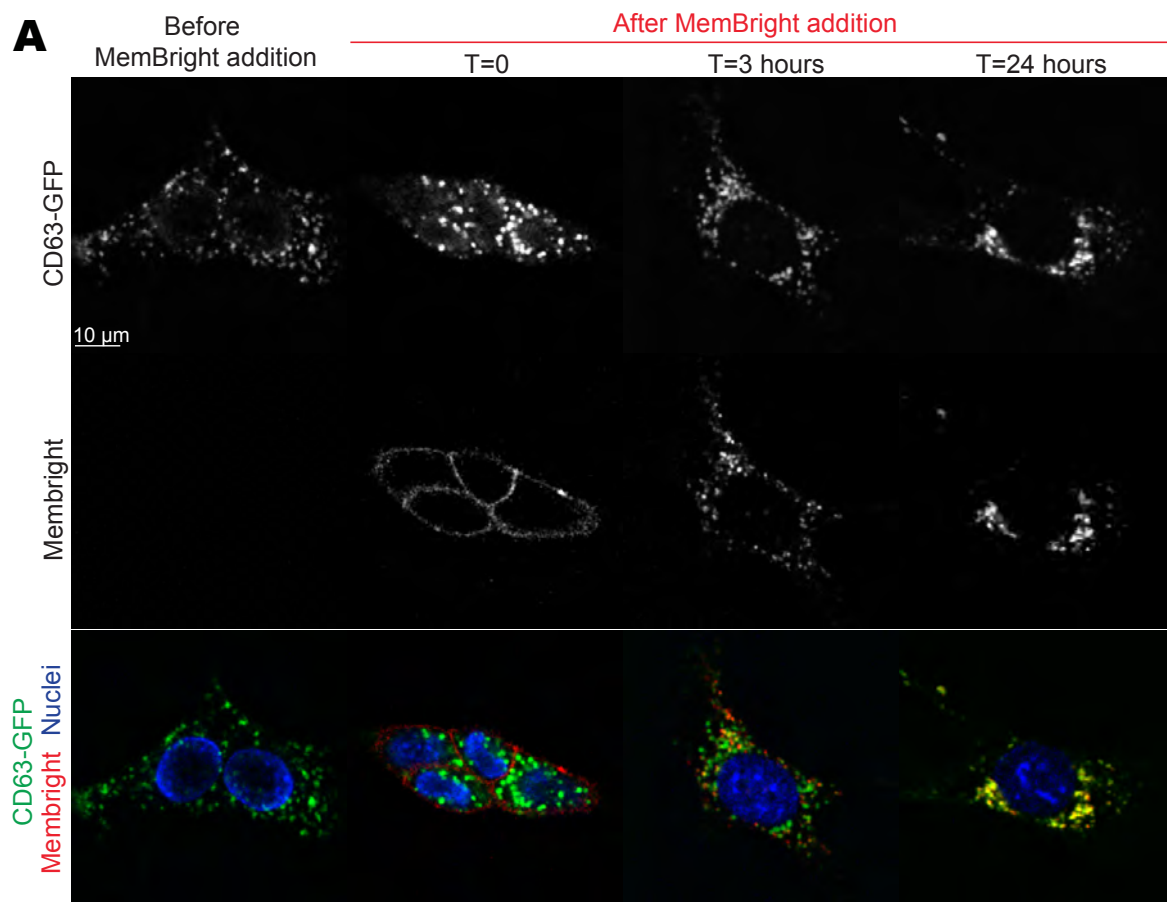 A
Before
MemBright addition
After MemBright addition
T=0
T=3 hours
T=24 hours
CD63-GFP
10 µm
Membright
CD63-GFP
Membright Nuclei